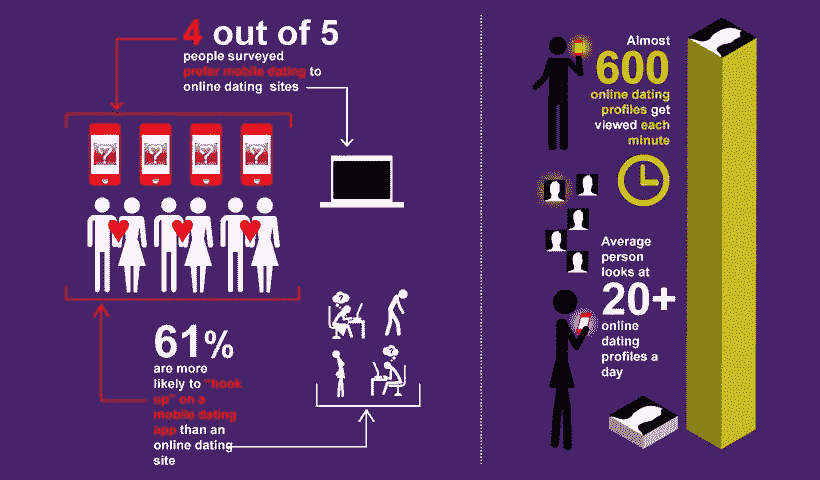 4 out of 5
people surveyed
prefer mobile dating to
online dating sites
61%
are more
likely to "hook
up" on a
mobile dating
app than an
online dating
site
Almost
600
online dating
profiles get
viewed each
minute
Average
person
looks at
20+
online
dating
profiles a
day